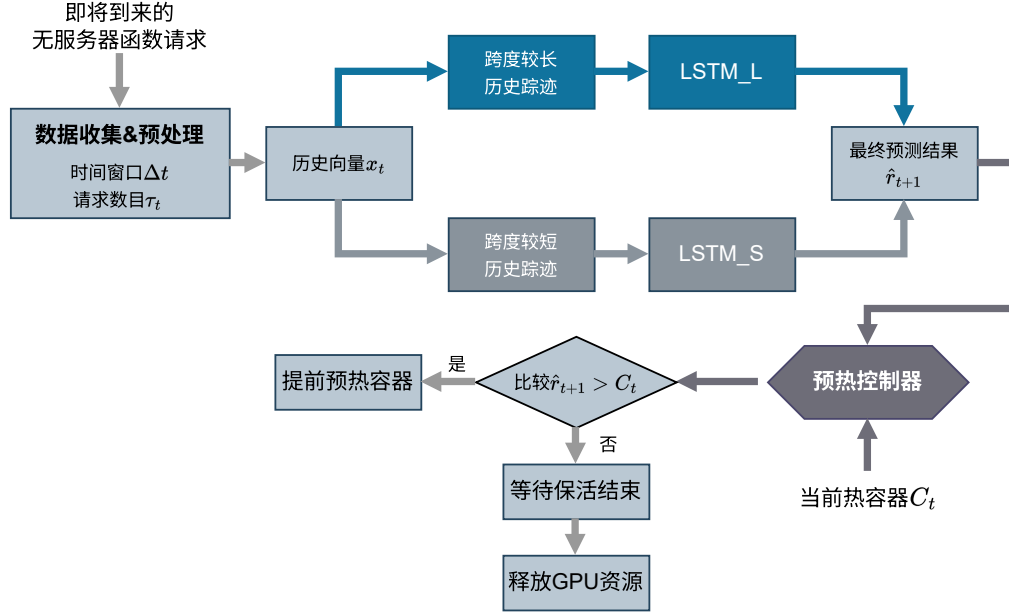 即将到来的
无服务器函数请求
数据收集&预处理
时间窗口Δt
请求数目τₜ
历史向量xₜ
跨度较长
历史踪迹
LSTM_L
跨度较短
历史踪迹
LSTM_S
最终预测结果
r̂ₜ₊₁
预热控制器
当前热容器Cₜ
比较r̂ₜ₊₁ > Cₜ
是
提前预热容器
否
等待保活结束
释放GPU资源